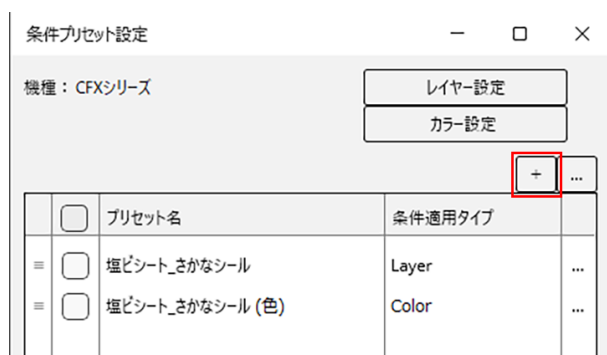 条件プリセット設定
機種：CFXシリーズ
レイヤー設定
カラー設定
+ ...
プリセット名 条件適用タイプ
塩ビシート_さかなシール Layer ...
塩ビシート_さかなシール (色) Color ...